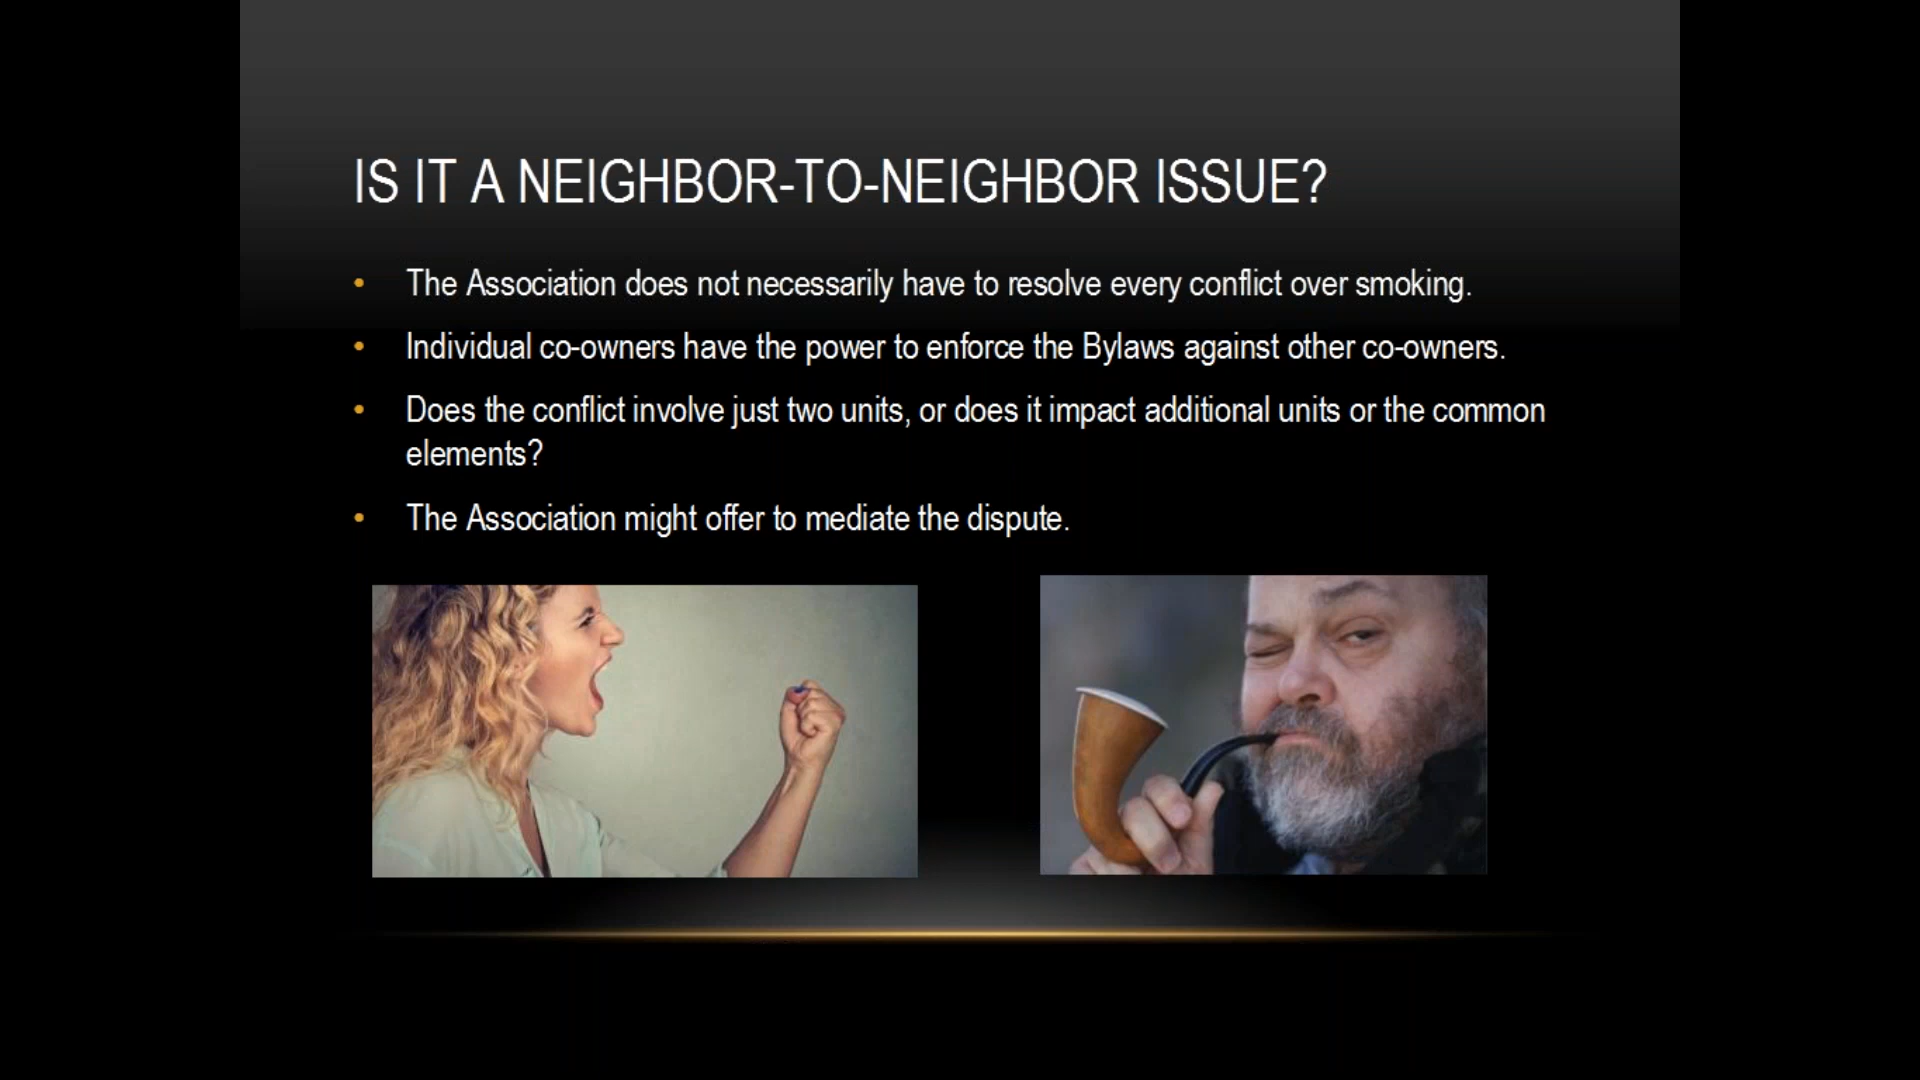 IS IT A NEIGHBOR-TO-NEIGHBOR ISSUE?
• The Association does not necessarily have to resolve every conflict over smoking.
• Individual co-owners have the power to enforce the Bylaws against other co-owners.
• Does the conflict involve just two units, or does it impact additional units or the common
elements?
• The Association might offer to mediate the dispute.